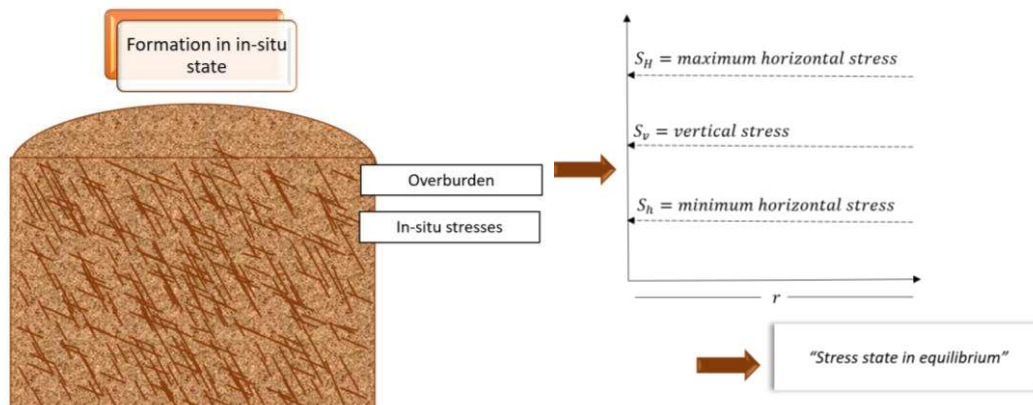 Formation in in-situ
state
Overburden
In-situ stresses
S_H = maximum horizontal stress
S_v = vertical stress
S_h = minimum horizontal stress
r
"Stress state in equilibrium"